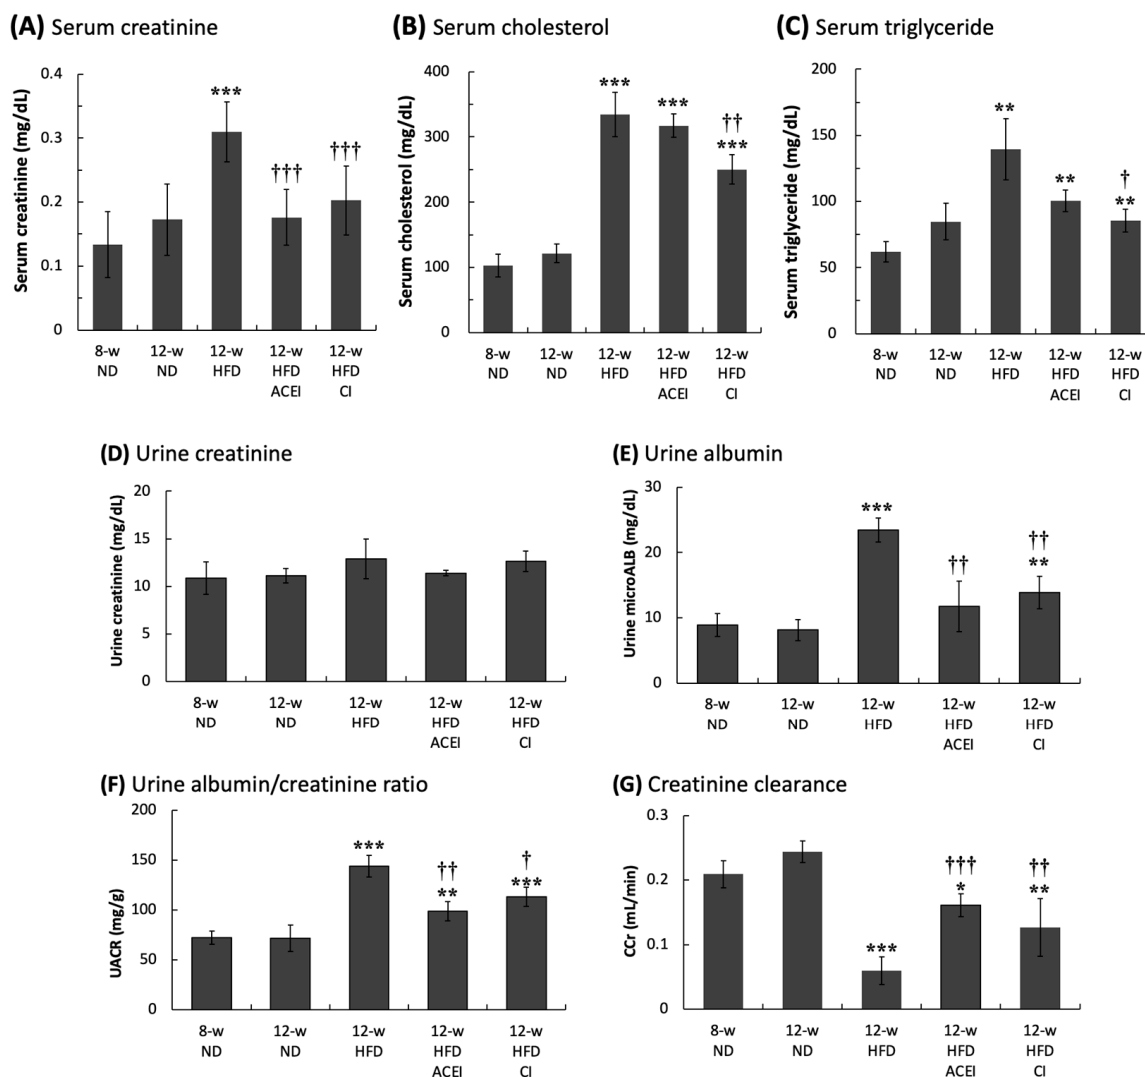 (A) Serum creatinine
Serum creatinine (mg/dL)
0.4
0.3
0.2
0.1
0
***
†††
†††
8-w ND
12-w ND
12-w HFD
12-w HFD ACEI
12-w HFD CI
(B) Serum cholesterol
Serum cholesterol (mg/dL)
400
300
200
100
0
***
***
††
***
8-w ND
12-w ND
12-w HFD
12-w HFD ACEI
12-w HFD CI
(C) Serum triglyceride
Serum triglyceride (mg/dL)
200
150
100
50
0
**
**
†
**
8-w ND
12-w ND
12-w HFD
12-w HFD ACEI
12-w HFD CI
(D) Urine creatinine
Urine creatinine (mg/dL)
20
15
10
5
0
8-w ND
12-w ND
12-w HFD
12-w HFD ACEI
12-w HFD CI
(E) Urine albumin
Urine microALB (mg/dL)
30
20
10
0
***
††
††
**
8-w ND
12-w ND
12-w HFD
12-w HFD ACEI
12-w HFD CI
(F) Urine albumin/creatinine ratio
UACR (mg/g)
200
150
100
50
0
***
††
**
†
***
8-w ND
12-w ND
12-w HFD
12-w HFD ACEI
12-w HFD CI
(G) Creatinine clearance
CCr (mL/min)
0.3
0.2
0.1
0
***
†††
*
††
**
8-w ND
12-w ND
12-w HFD
12-w HFD ACEI
12-w HFD CI